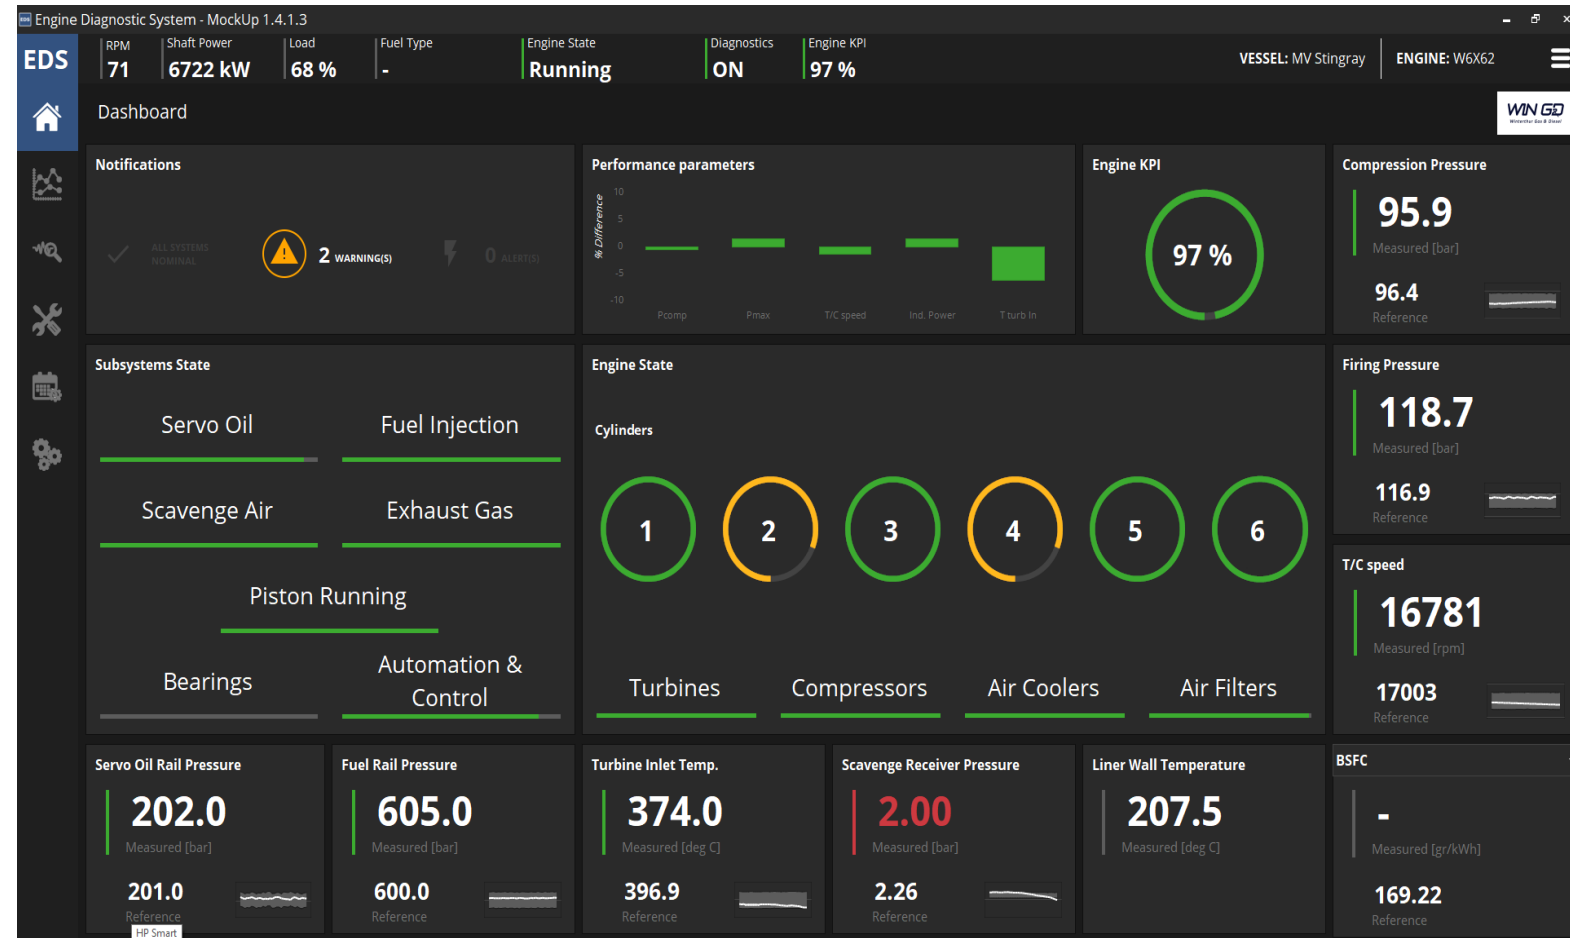 EDS Engine Diagnostic System - MockUp 1.4.1.3
EDS
RPM
71
Shaft Power
6722 kW
Load
68 %
Fuel Type
-
Engine State
Running
Diagnostics
ON
Engine KPI
97 %
VESSEL: MV Stingray
ENGINE: W6X62
Dashboard
WIN GD
Winterthur Gas & Diesel
Notifications
ALL SYSTEMS
NOMINAL
2 WARNING(S)
0 ALERT(S)
Performance parameters
% Difference
10
5
0
-5
-10
Pcomp
Pmax
T/C speed
Ind. Power
T turb In
Engine KPI
97 %
Compression Pressure
95.9
Measured [bar]
96.4
Reference
Subsystems State
Servo Oil
Fuel Injection
Scavenge Air
Exhaust Gas
Piston Running
Bearings
Automation &
Control
Engine State
Cylinders
1
2
3
4
5
6
Turbines
Compressors
Air Coolers
Air Filters
Firing Pressure
118.7
Measured [bar]
116.9
Reference
T/C speed
16781
Measured [rpm]
17003
Reference
Servo Oil Rail Pressure
202.0
Measured [bar]
201.0
Reference
HP Smart
Fuel Rail Pressure
605.0
Measured [bar]
600.0
Reference
Turbine Inlet Temp.
374.0
Measured [deg C]
396.9
Reference
Scavenge Receiver Pressure
2.00
Measured [bar]
2.26
Reference
Liner Wall Temperature
207.5
Measured [deg C]
BSFC
-
Measured [gr/kWh]
169.22
Reference